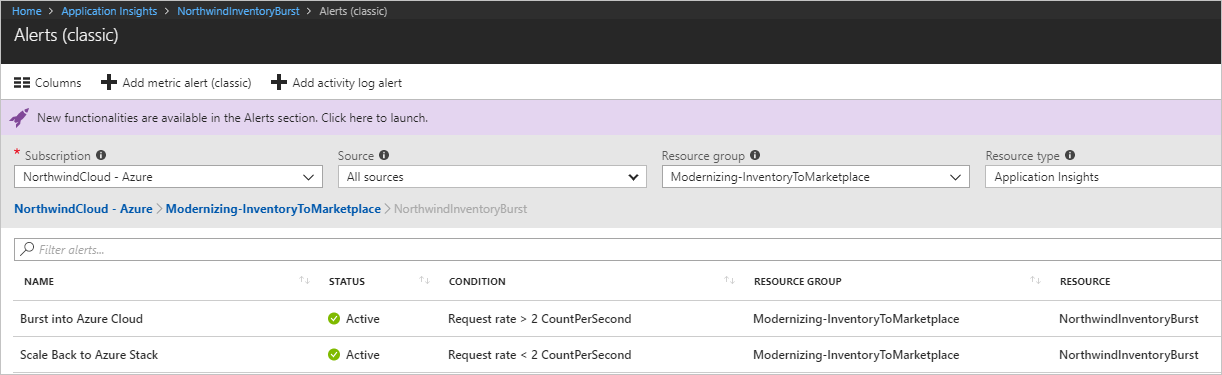 Home > Application Insights > NorthwindInventoryBurst > Alerts (classic)
Alerts (classic)
Columns Add metric alert (classic) Add activity log alert
New functionalities are available in the Alerts section. Click here to launch.
* Subscription Source Resource group Resource type
NorthwindCloud - Azure All sources Modernizing-InventoryToMarketplace Application Insights
NorthwindCloud - Azure > Modernizing-InventoryToMarketplace > NorthwindInventoryBurst
Filter alerts...
NAME STATUS CONDITION RESOURCE GROUP RESOURCE
Burst into Azure Cloud Active Request rate > 2 CountPerSecond Modernizing-InventoryToMarketplace NorthwindInventoryBurst
Scale Back to Azure Stack Active Request rate < 2 CountPerSecond Modernizing-InventoryToMarketplace NorthwindInventoryBurst